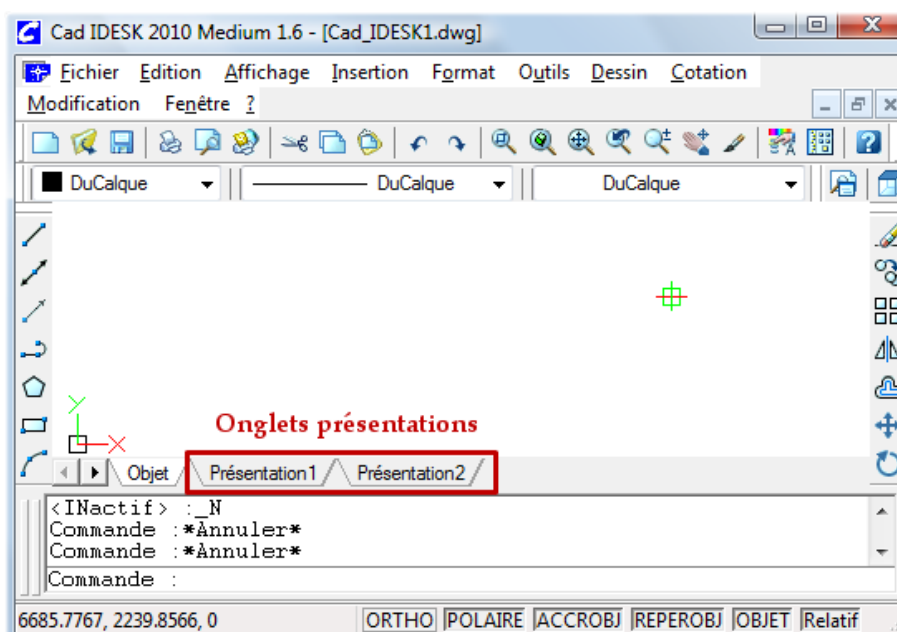 Cad IDESK 2010 Medium 1.6 - [Cad_IDESK1.dwg]
Fichier Edition Affichage Insertion Format Outils Dessin Cotation
Modification Fenêtre ?
DuCalque DuCalque DuCalque
Y
X
Onglets présentations
Objet Présentation1 Présentation2
<INactif> :_N
Commande :*Annuler*
Commande :*Annuler*
Commande :
6685.7767, 2239.8566, 0 ORTHO POLAIRE ACCROBJ REPEROBJ OBJET Relatif